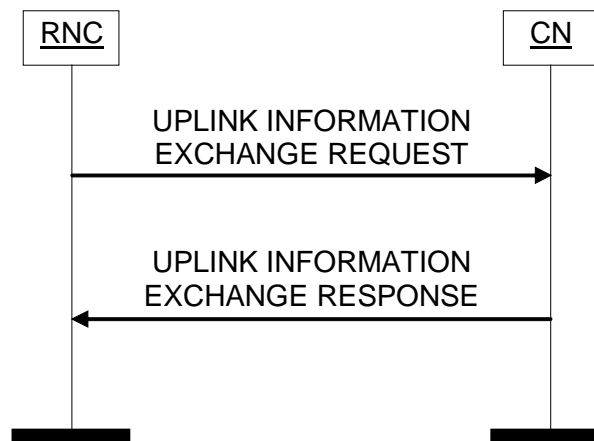 RNC
CN
UPLINK INFORMATION
EXCHANGE REQUEST
UPLINK INFORMATION
EXCHANGE RESPONSE